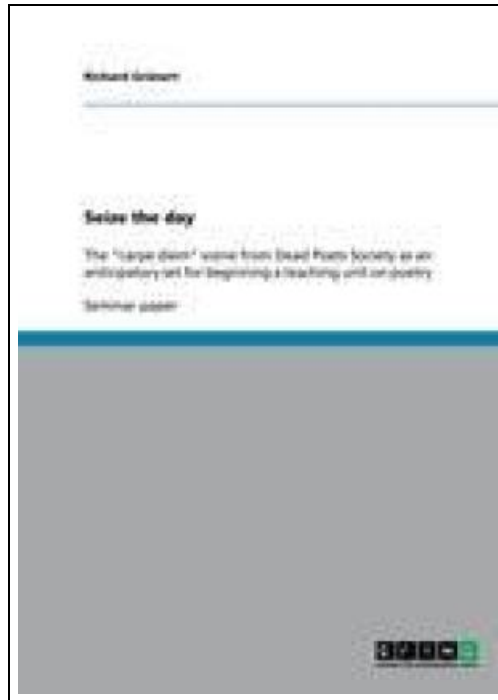 Richard
Seize the day
The "carpe diem" scene from Dead Poets Society as an
anticipatory set for beginning a teaching unit on poetry
Seminar paper
GRIN